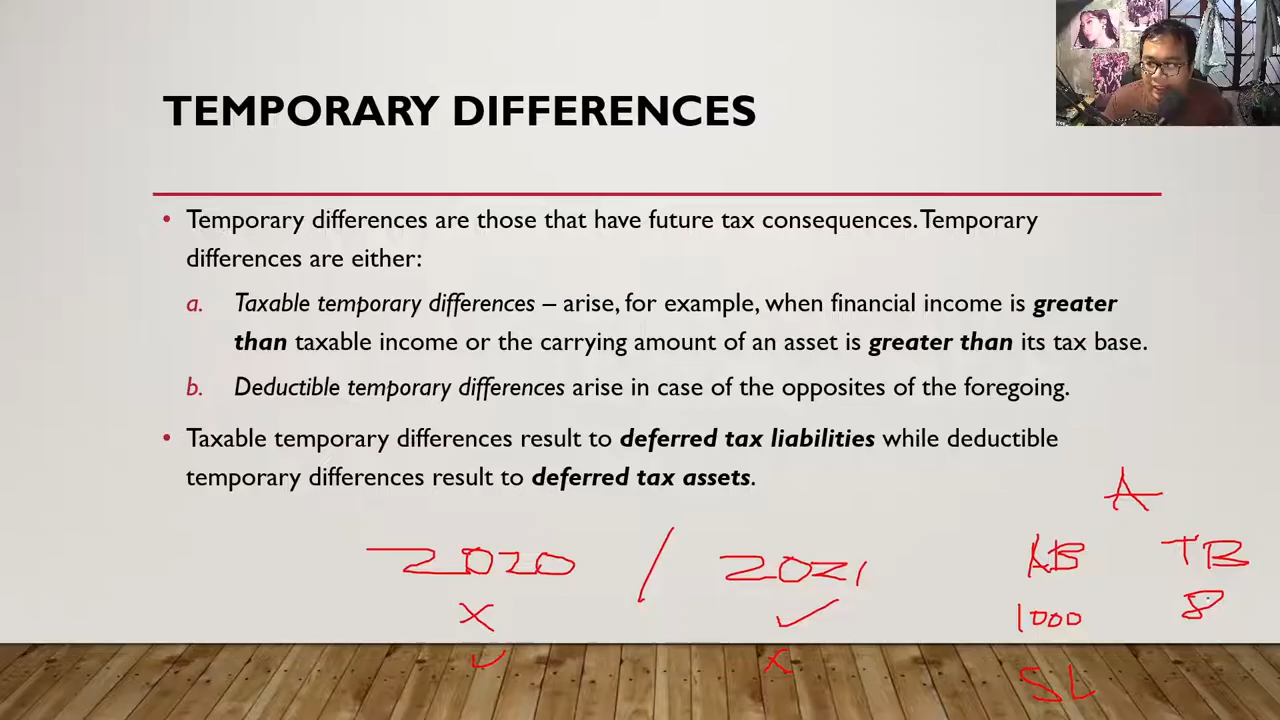 TEMPORARY DIFFERENCES
• Temporary differences are those that have future tax consequences. Temporary
differences are either:
a. Taxable temporary differences – arise, for example, when financial income is greater
than taxable income or the carrying amount of an asset is greater than its tax base.
b. Deductible temporary differences arise in case of the opposites of the foregoing.
• Taxable temporary differences result to deferred tax liabilities while deductible
temporary differences result to deferred tax assets.
A
2020 / 2021
AB TB
1000 8
SL